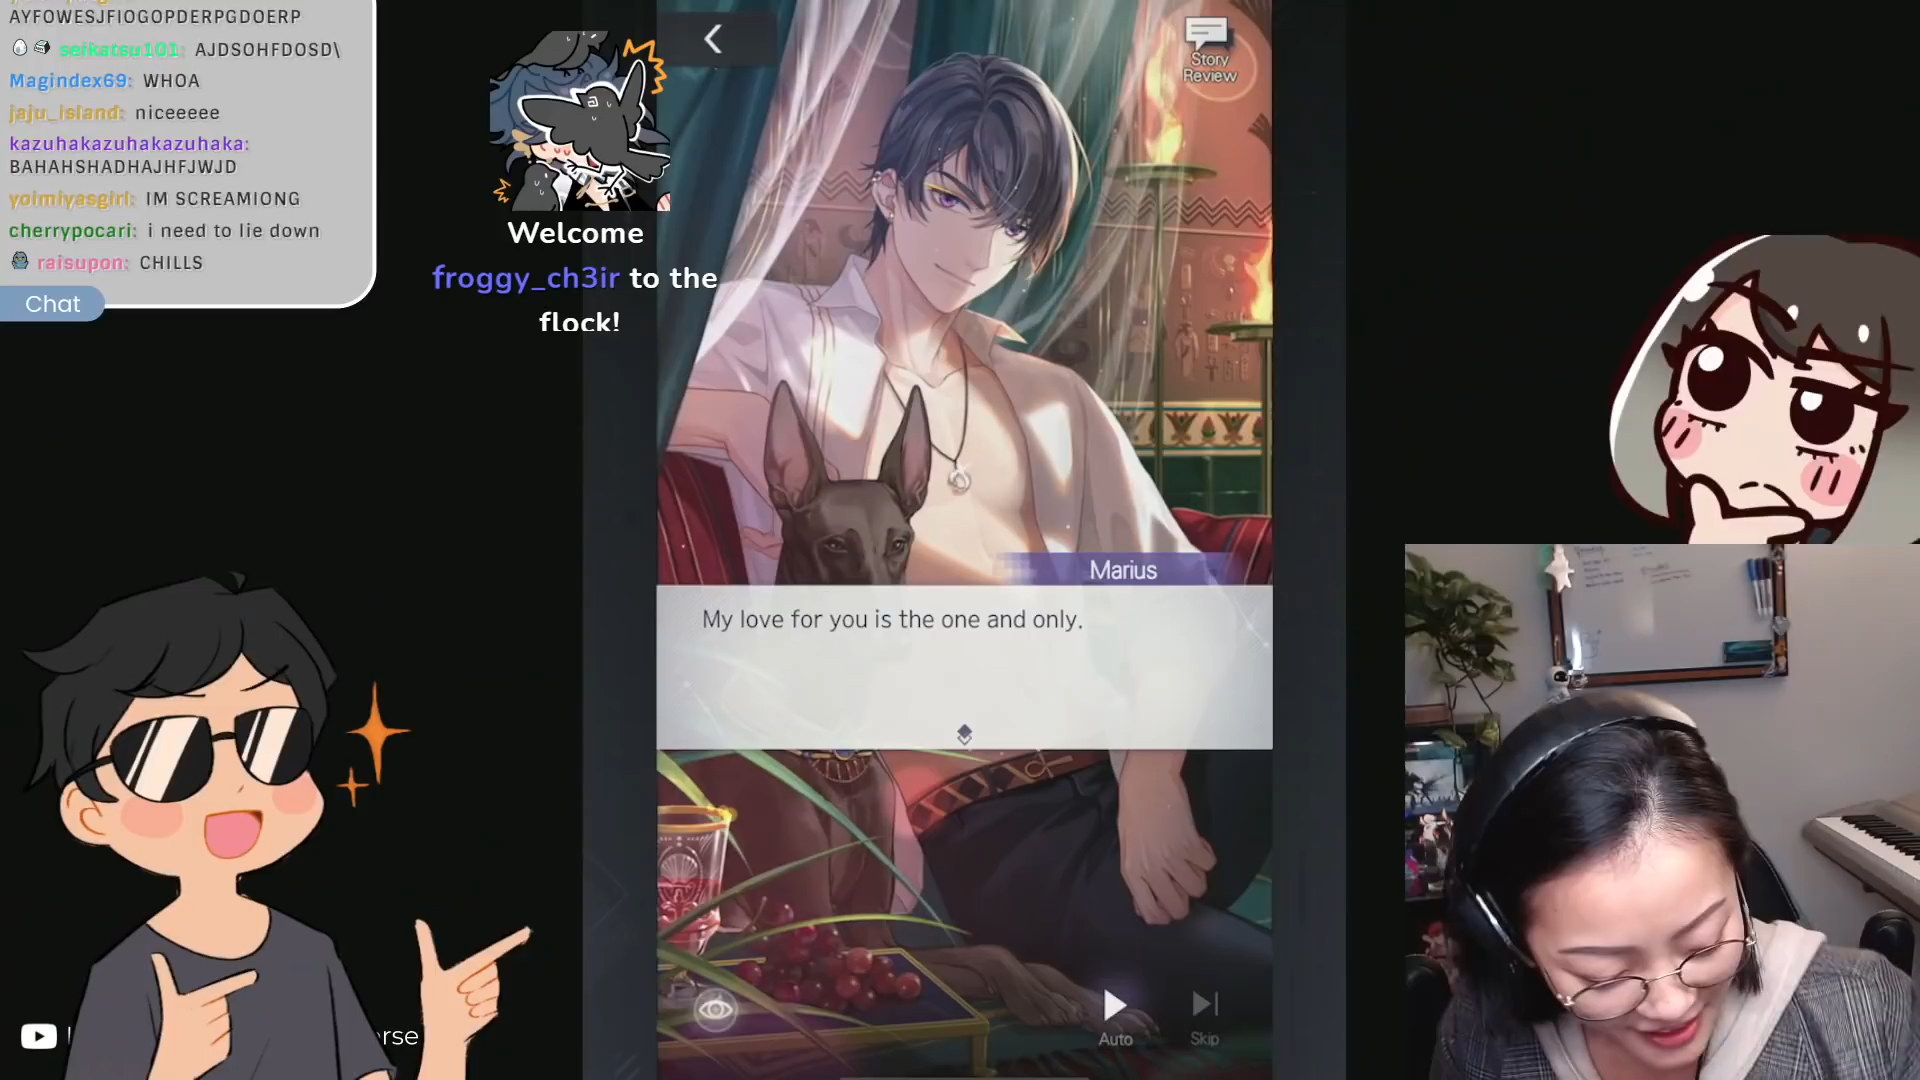 AYFOWESJFIOGOPDERPGDOERP
seikatsu101: AJDSOHFDOSD\
Magindex69: WHOA
jaju_island: niceeeee
kazuhakazuhakazuhaka:
BAHAHSHADHAJHFJWJD
yoimiyasgirl: IM SCREAMIONG
cherrypocari: i need to lie down
raisupon: CHILLS
Chat
Welcome
froggy_ch3ir to the
flock!
Story
Review
Marius
My love for you is the one and only.
Auto
Skip